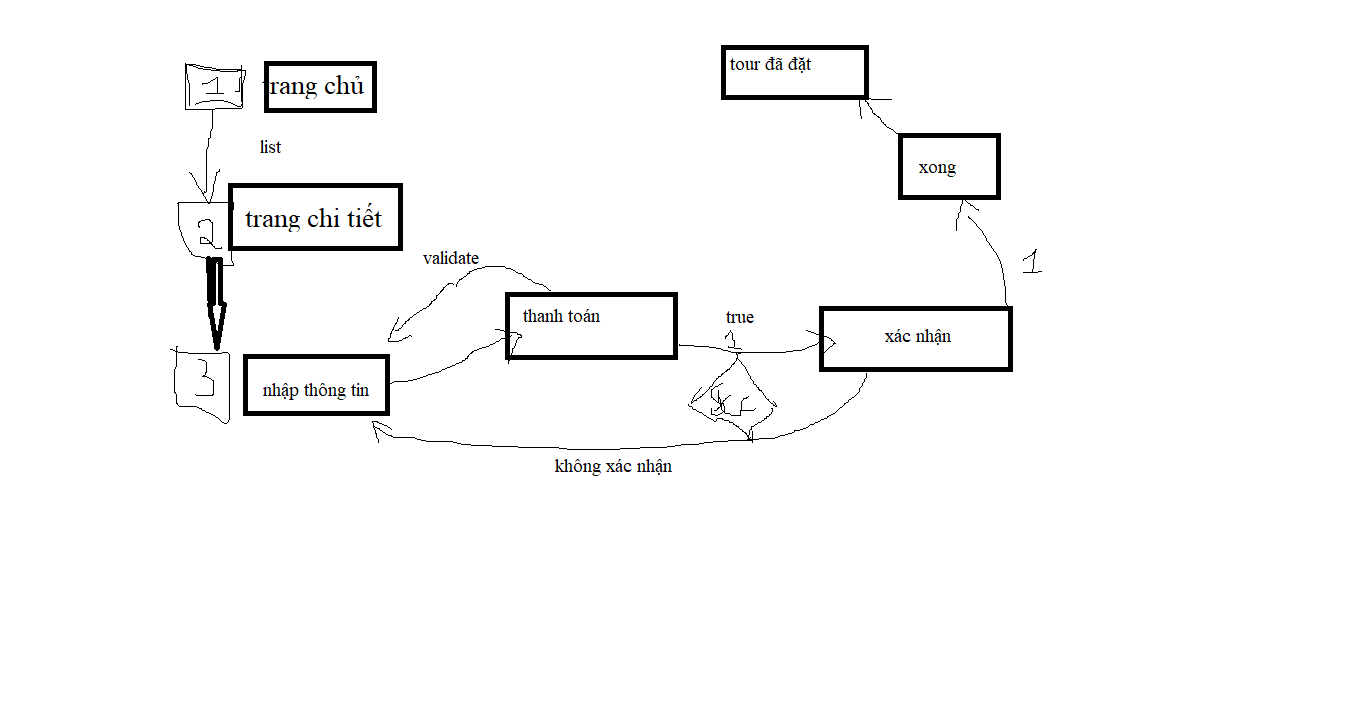 1
trang chủ
list
2
trang chi tiết
validate
thanh toán
true
1
xác nhận
3
nhập thông tin
không xác nhận
tour đã đặt
xong
1